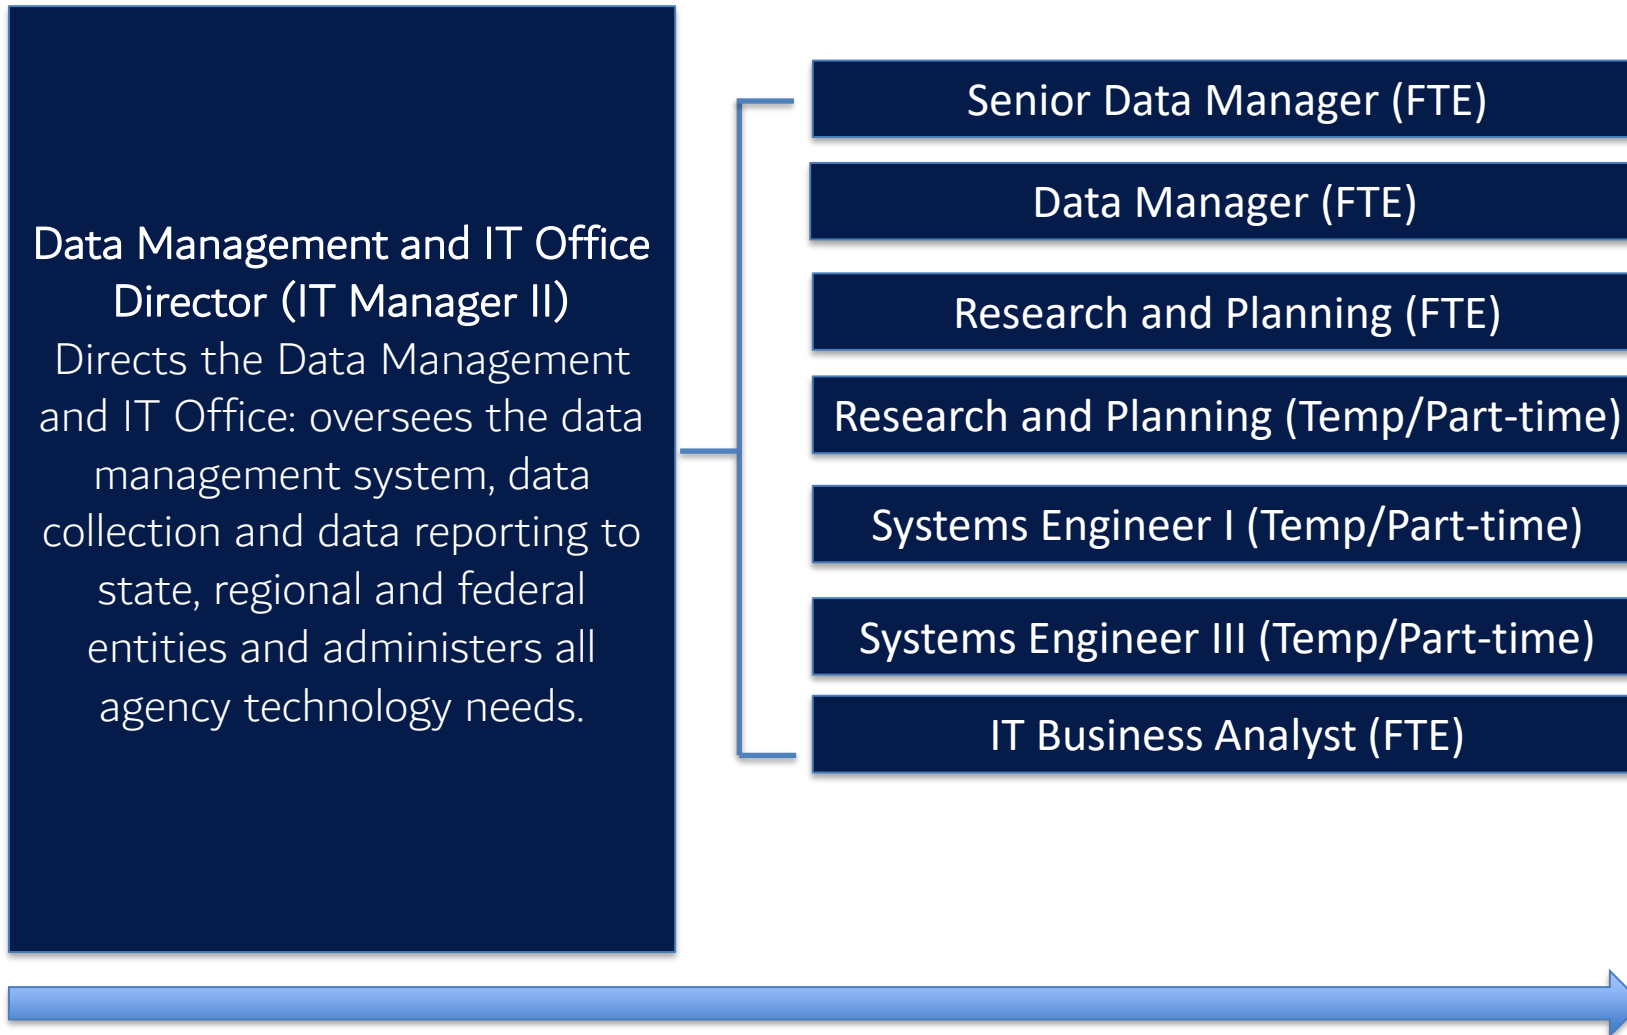 Data Management and IT Office
Director (IT Manager II)
Directs the Data Management
and IT Office: oversees the data
management system, data
collection and data reporting to
state, regional and federal
entities and administers all
agency technology needs.
Senior Data Manager (FTE)
Data Manager (FTE)
Research and Planning (FTE)
Research and Planning (Temp/Part-time)
Systems Engineer I (Temp/Part-time)
Systems Engineer III (Temp/Part-time)
IT Business Analyst (FTE)